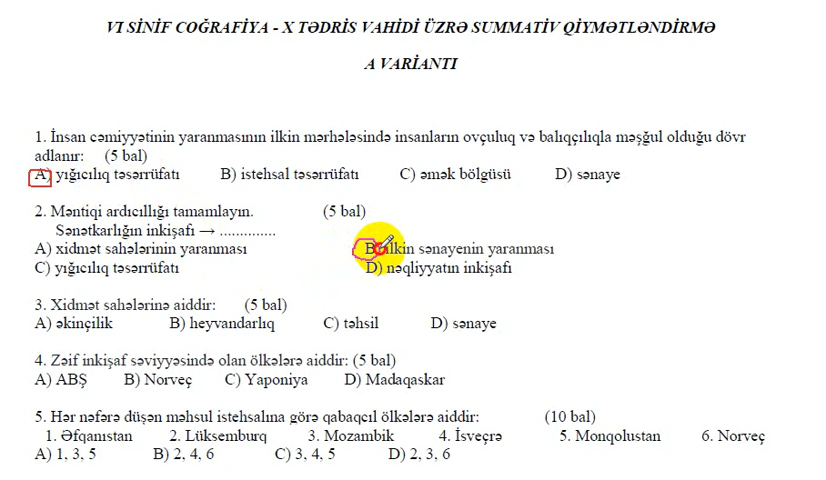 VI SİNİF COĞRAFİYA - X TƏDRİS VAHİDİ ÜZRƏ SUMMATİV QİYMƏTLƏNDİRMƏ
A VARİANTI
1. İnsan cəmiyyətinin yaranmasının ilkin mərhələsində insanların ovçuluq və balıqçılıqla məşğul olduğu dövr
adlanır: (5 bal)
A) yığıcılıq təsərrüfatı B) istehsal təsərrüfatı C) əmək bölgüsü D) sənaye
2. Məntiqi ardıcıllığı tamamlayın. (5 bal)
Sənətkarlığın inkişafı → ..............
A) xidmət sahələrinin yaranması B) ilkin sənayenin yaranması
C) yığıcılıq təsərrüfatı D) nəqliyyatın inkişafı
3. Xidmət sahələrinə aiddir: (5 bal)
A) əkinçilik B) heyvandarlıq C) təhsil D) sənaye
4. Zəif inkişaf səviyyəsində olan ölkələrə aiddir: (5 bal)
A) ABŞ B) Norveç C) Yaponiya D) Madaqaskar
5. Hər nəfərə düşən məhsul istehsalına görə qabaqcıl ölkələrə aiddir: (10 bal)
1. Əfqanıstan 2. Lüksemburq 3. Mozambik 4. İsveçrə 5. Monqolustan 6. Norveç
A) 1, 3, 5 B) 2, 4, 6 C) 3, 4, 5 D) 2, 3, 6